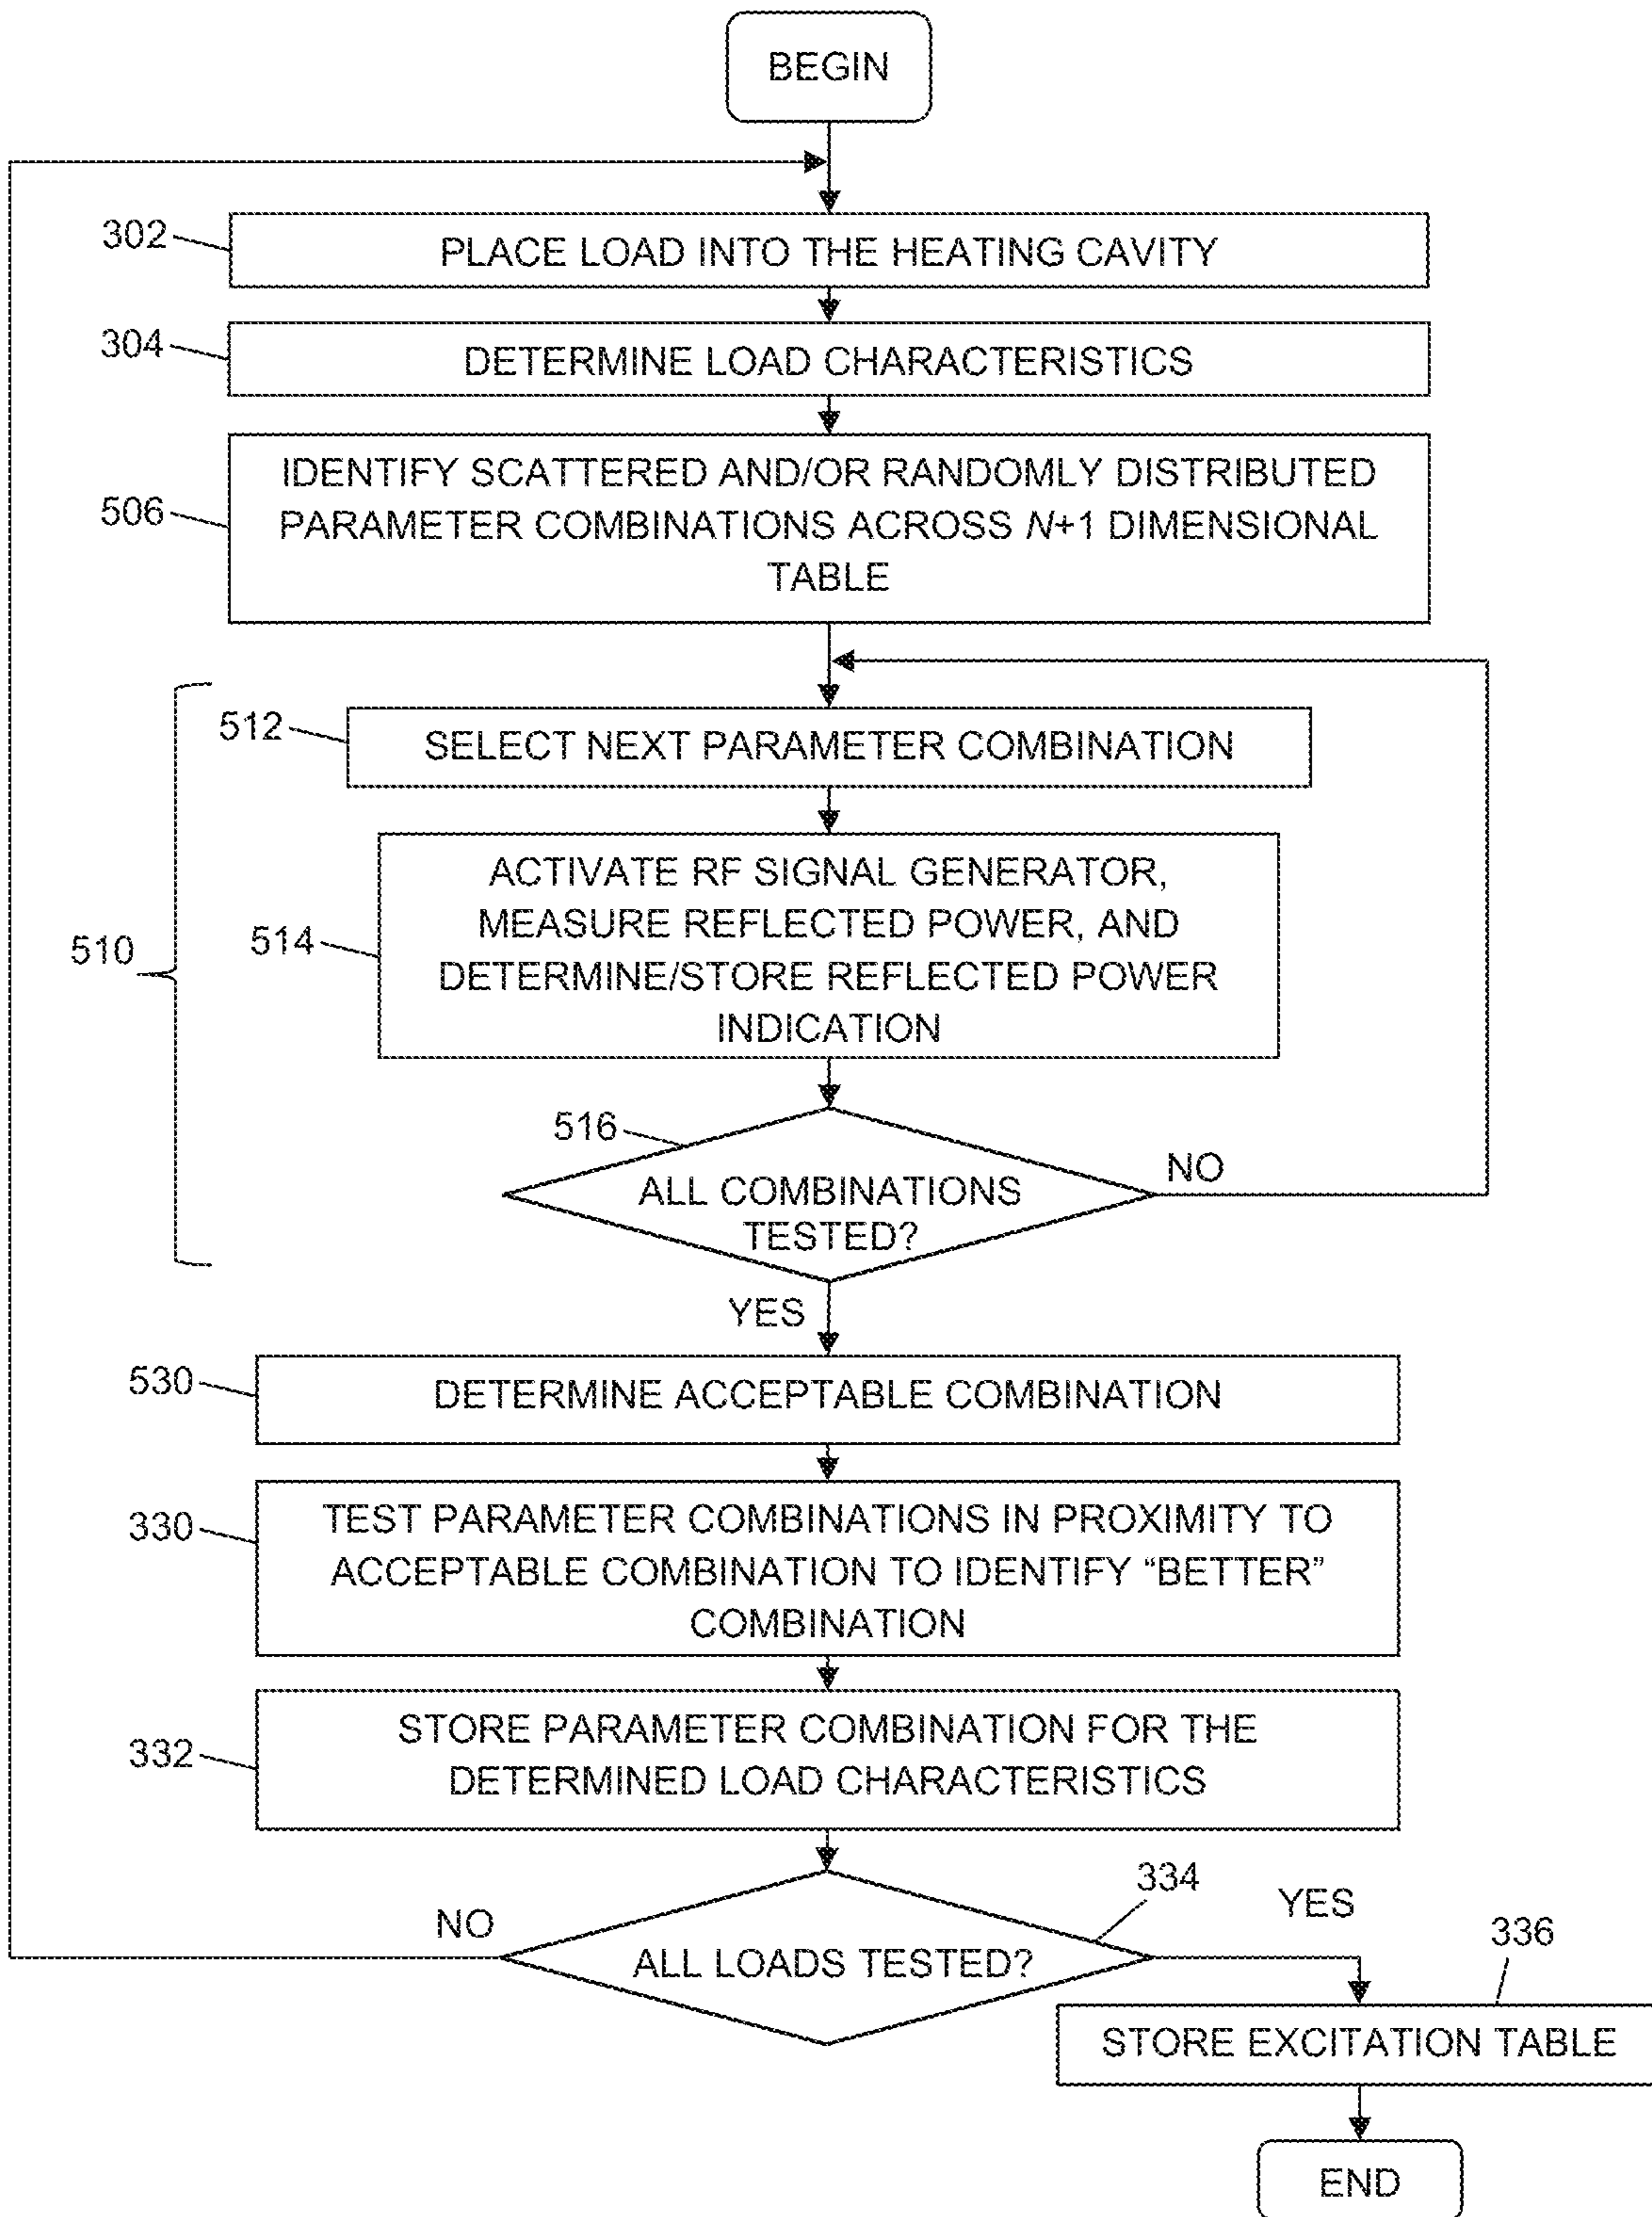 BEGIN
302
PLACE LOAD INTO THE HEATING CAVITY
304
DETERMINE LOAD CHARACTERISTICS
506
IDENTIFY SCATTERED AND/OR RANDOMLY DISTRIBUTED
PARAMETER COMBINATIONS ACROSS N+1 DIMENSIONAL
TABLE
510
512
SELECT NEXT PARAMETER COMBINATION
514
ACTIVATE RF SIGNAL GENERATOR,
MEASURE REFLECTED POWER, AND
DETERMINE/STORE REFLECTED POWER
INDICATION
516
ALL COMBINATIONS
TESTED?
NO
YES
530
DETERMINE ACCEPTABLE COMBINATION
330
TEST PARAMETER COMBINATIONS IN PROXIMITY TO
ACCEPTABLE COMBINATION TO IDENTIFY “BETTER”
COMBINATION
332
STORE PARAMETER COMBINATION FOR THE
DETERMINED LOAD CHARACTERISTICS
334
NO
ALL LOADS TESTED?
YES
336
STORE EXCITATION TABLE
END